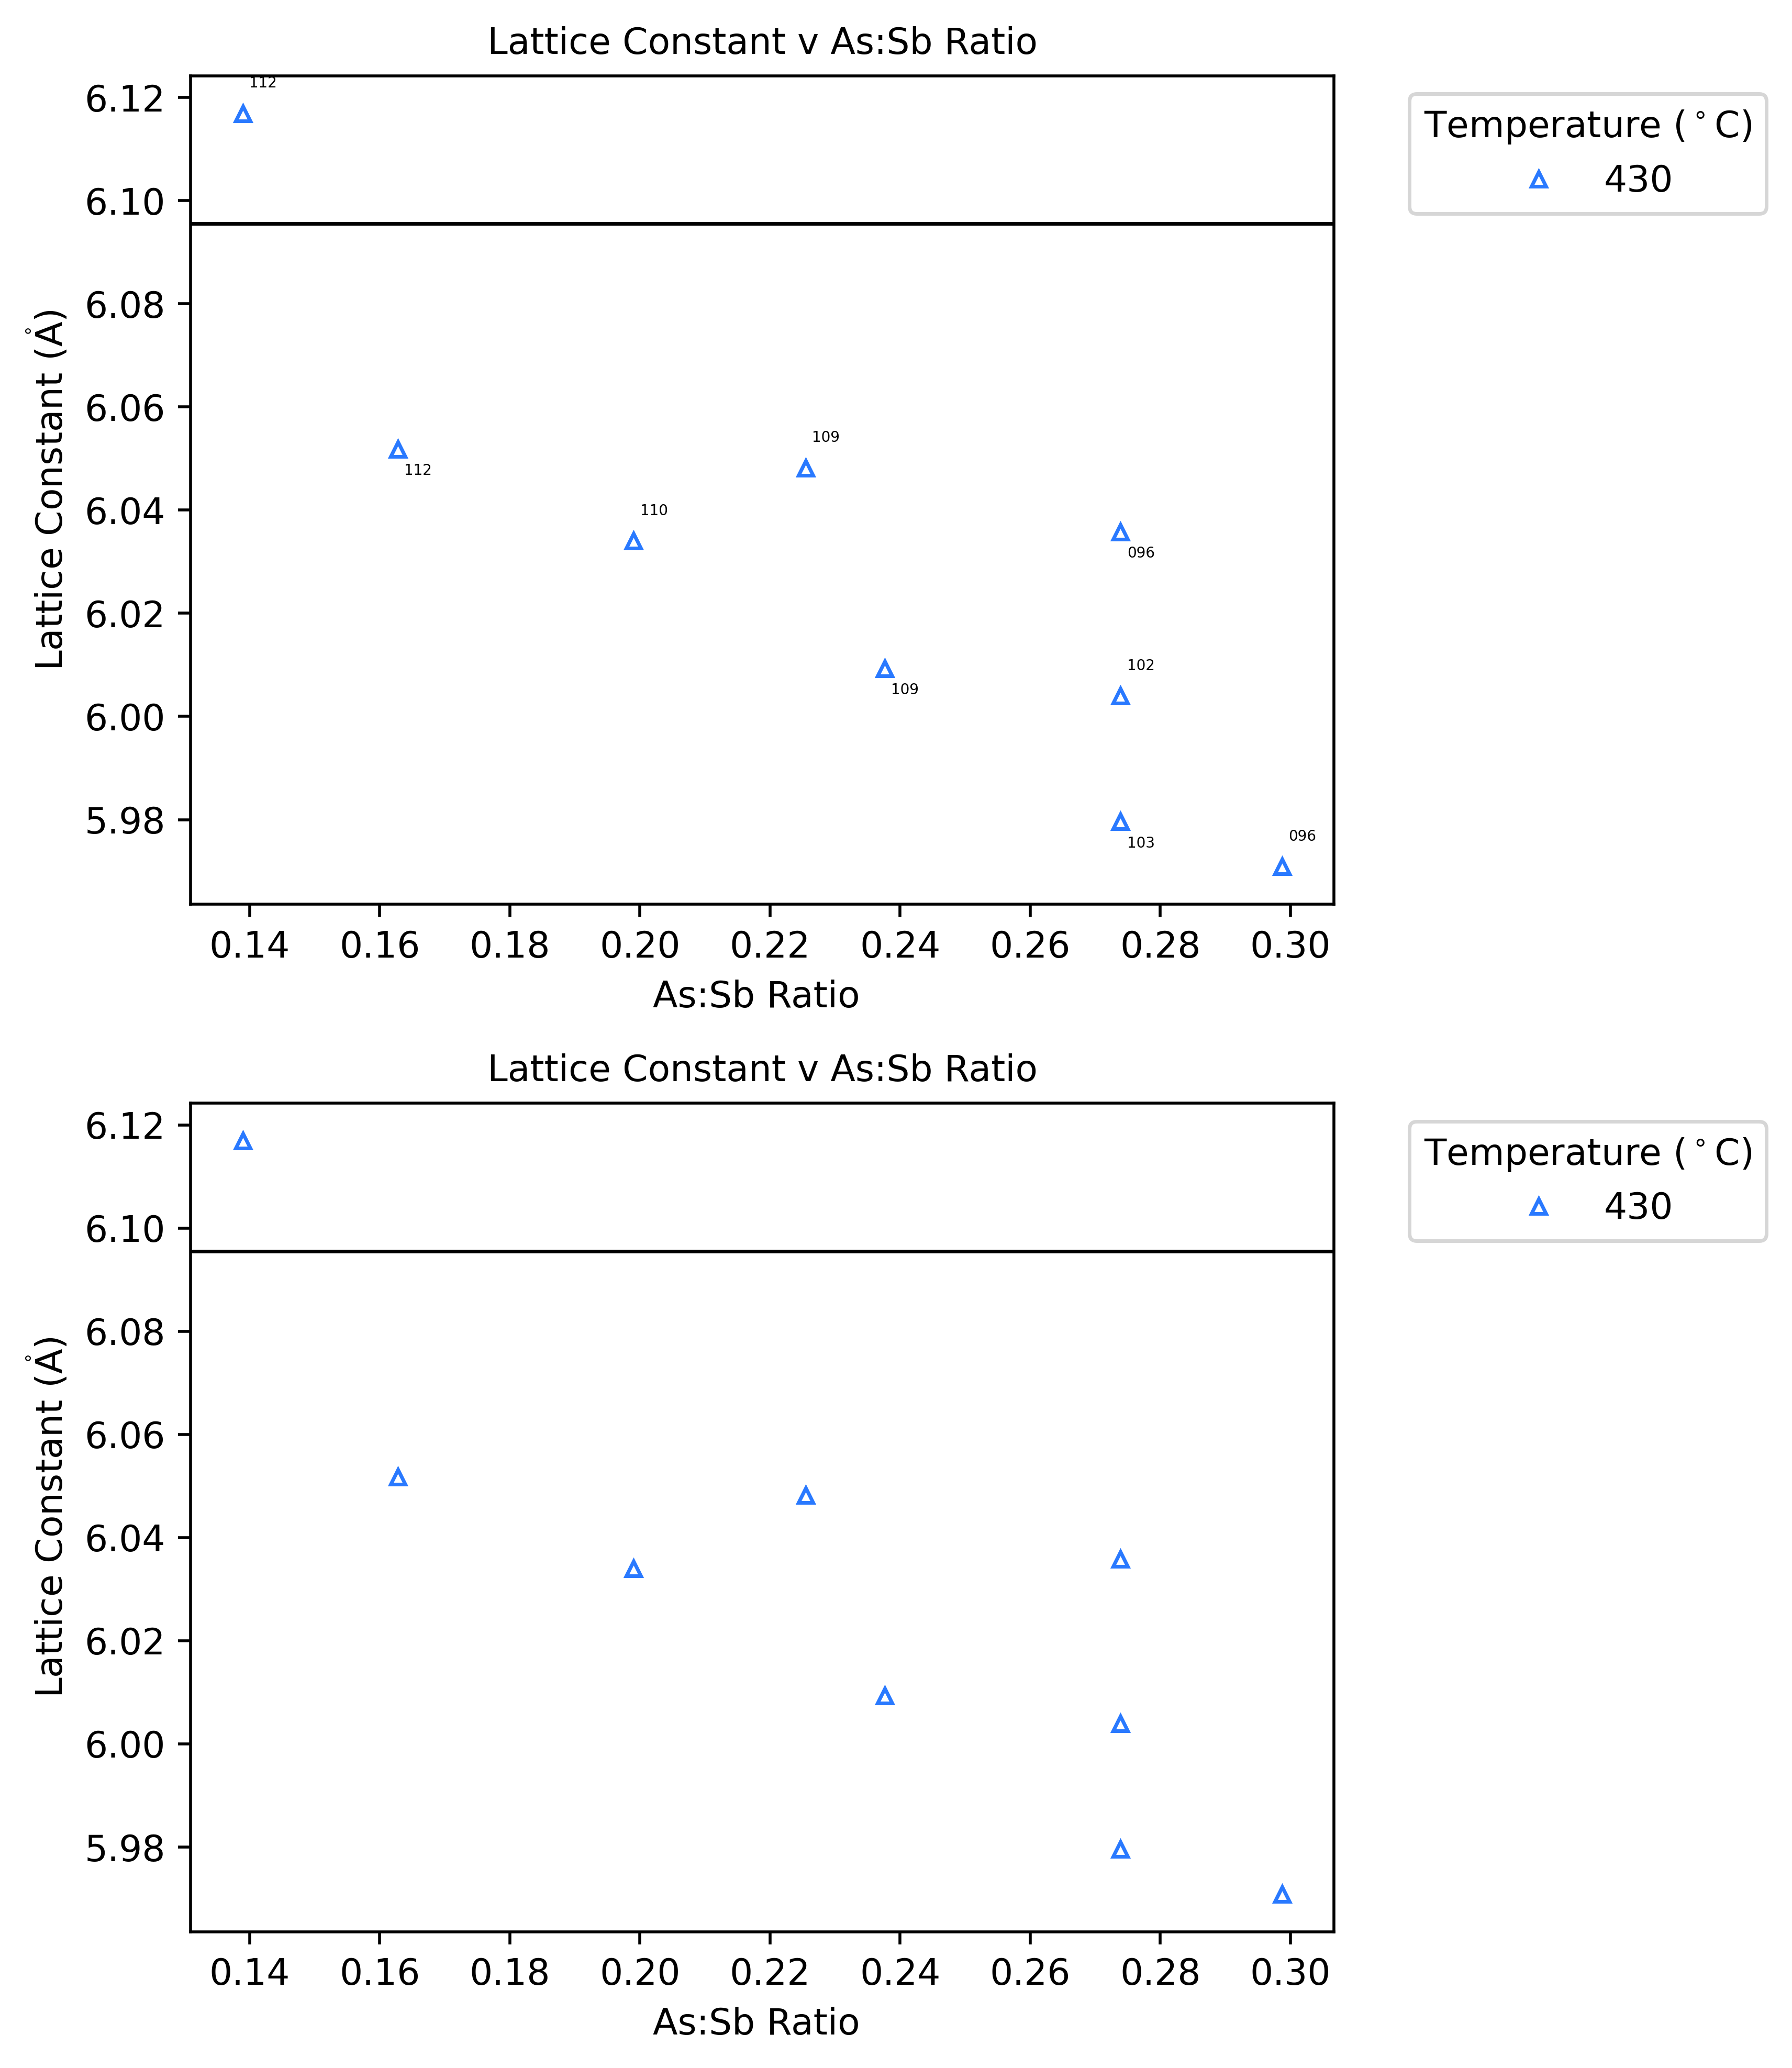 Lattice Constant v As:Sb Ratio
112
6.12
Temperature (°C)
430
6.10
6.08
6.06
109
112
6.04
110
096
Lattice Constant (Å)
6.02
102
109
6.00
5.98
103
096
0.14 0.16 0.18 0.20 0.22 0.24 0.26 0.28 0.30
As:Sb Ratio
Lattice Constant v As:Sb Ratio
6.12
Temperature (°C)
430
6.10
6.08
6.06
6.04
Lattice Constant (Å)
6.02
6.00
5.98
0.14 0.16 0.18 0.20 0.22 0.24 0.26 0.28 0.30
As:Sb Ratio